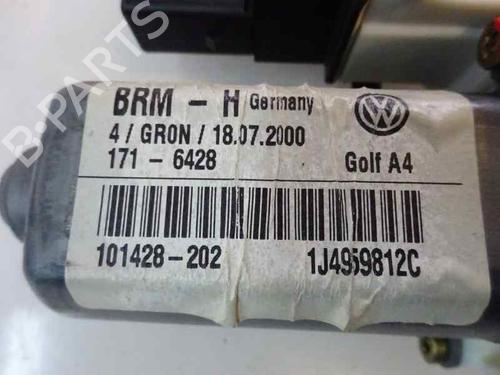 B-PARTS
BRM - H Germany
4 / GRON / 18.07.2000
171 - 6428 Golf A4
101428-202 1J4959812C